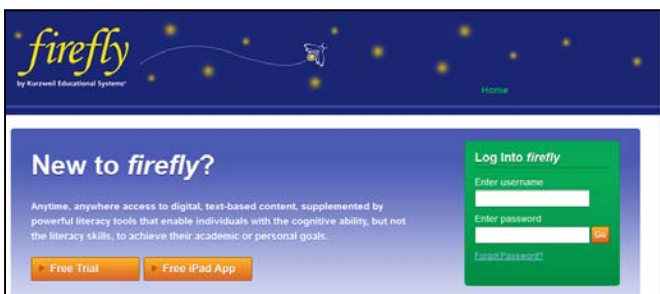 firefly
by Kurzweil Educational Systems®
Home
New to firefly?
Anytime, anywhere access to digital, text-based content, supplemented by
powerful literacy tools that enable individuals with the cognitive ability, but not
the literacy skills, to achieve their academic or personal goals.
Free Trial
Free iPad App
Log Into firefly
Enter username
Enter password
Go
Forgot Password?